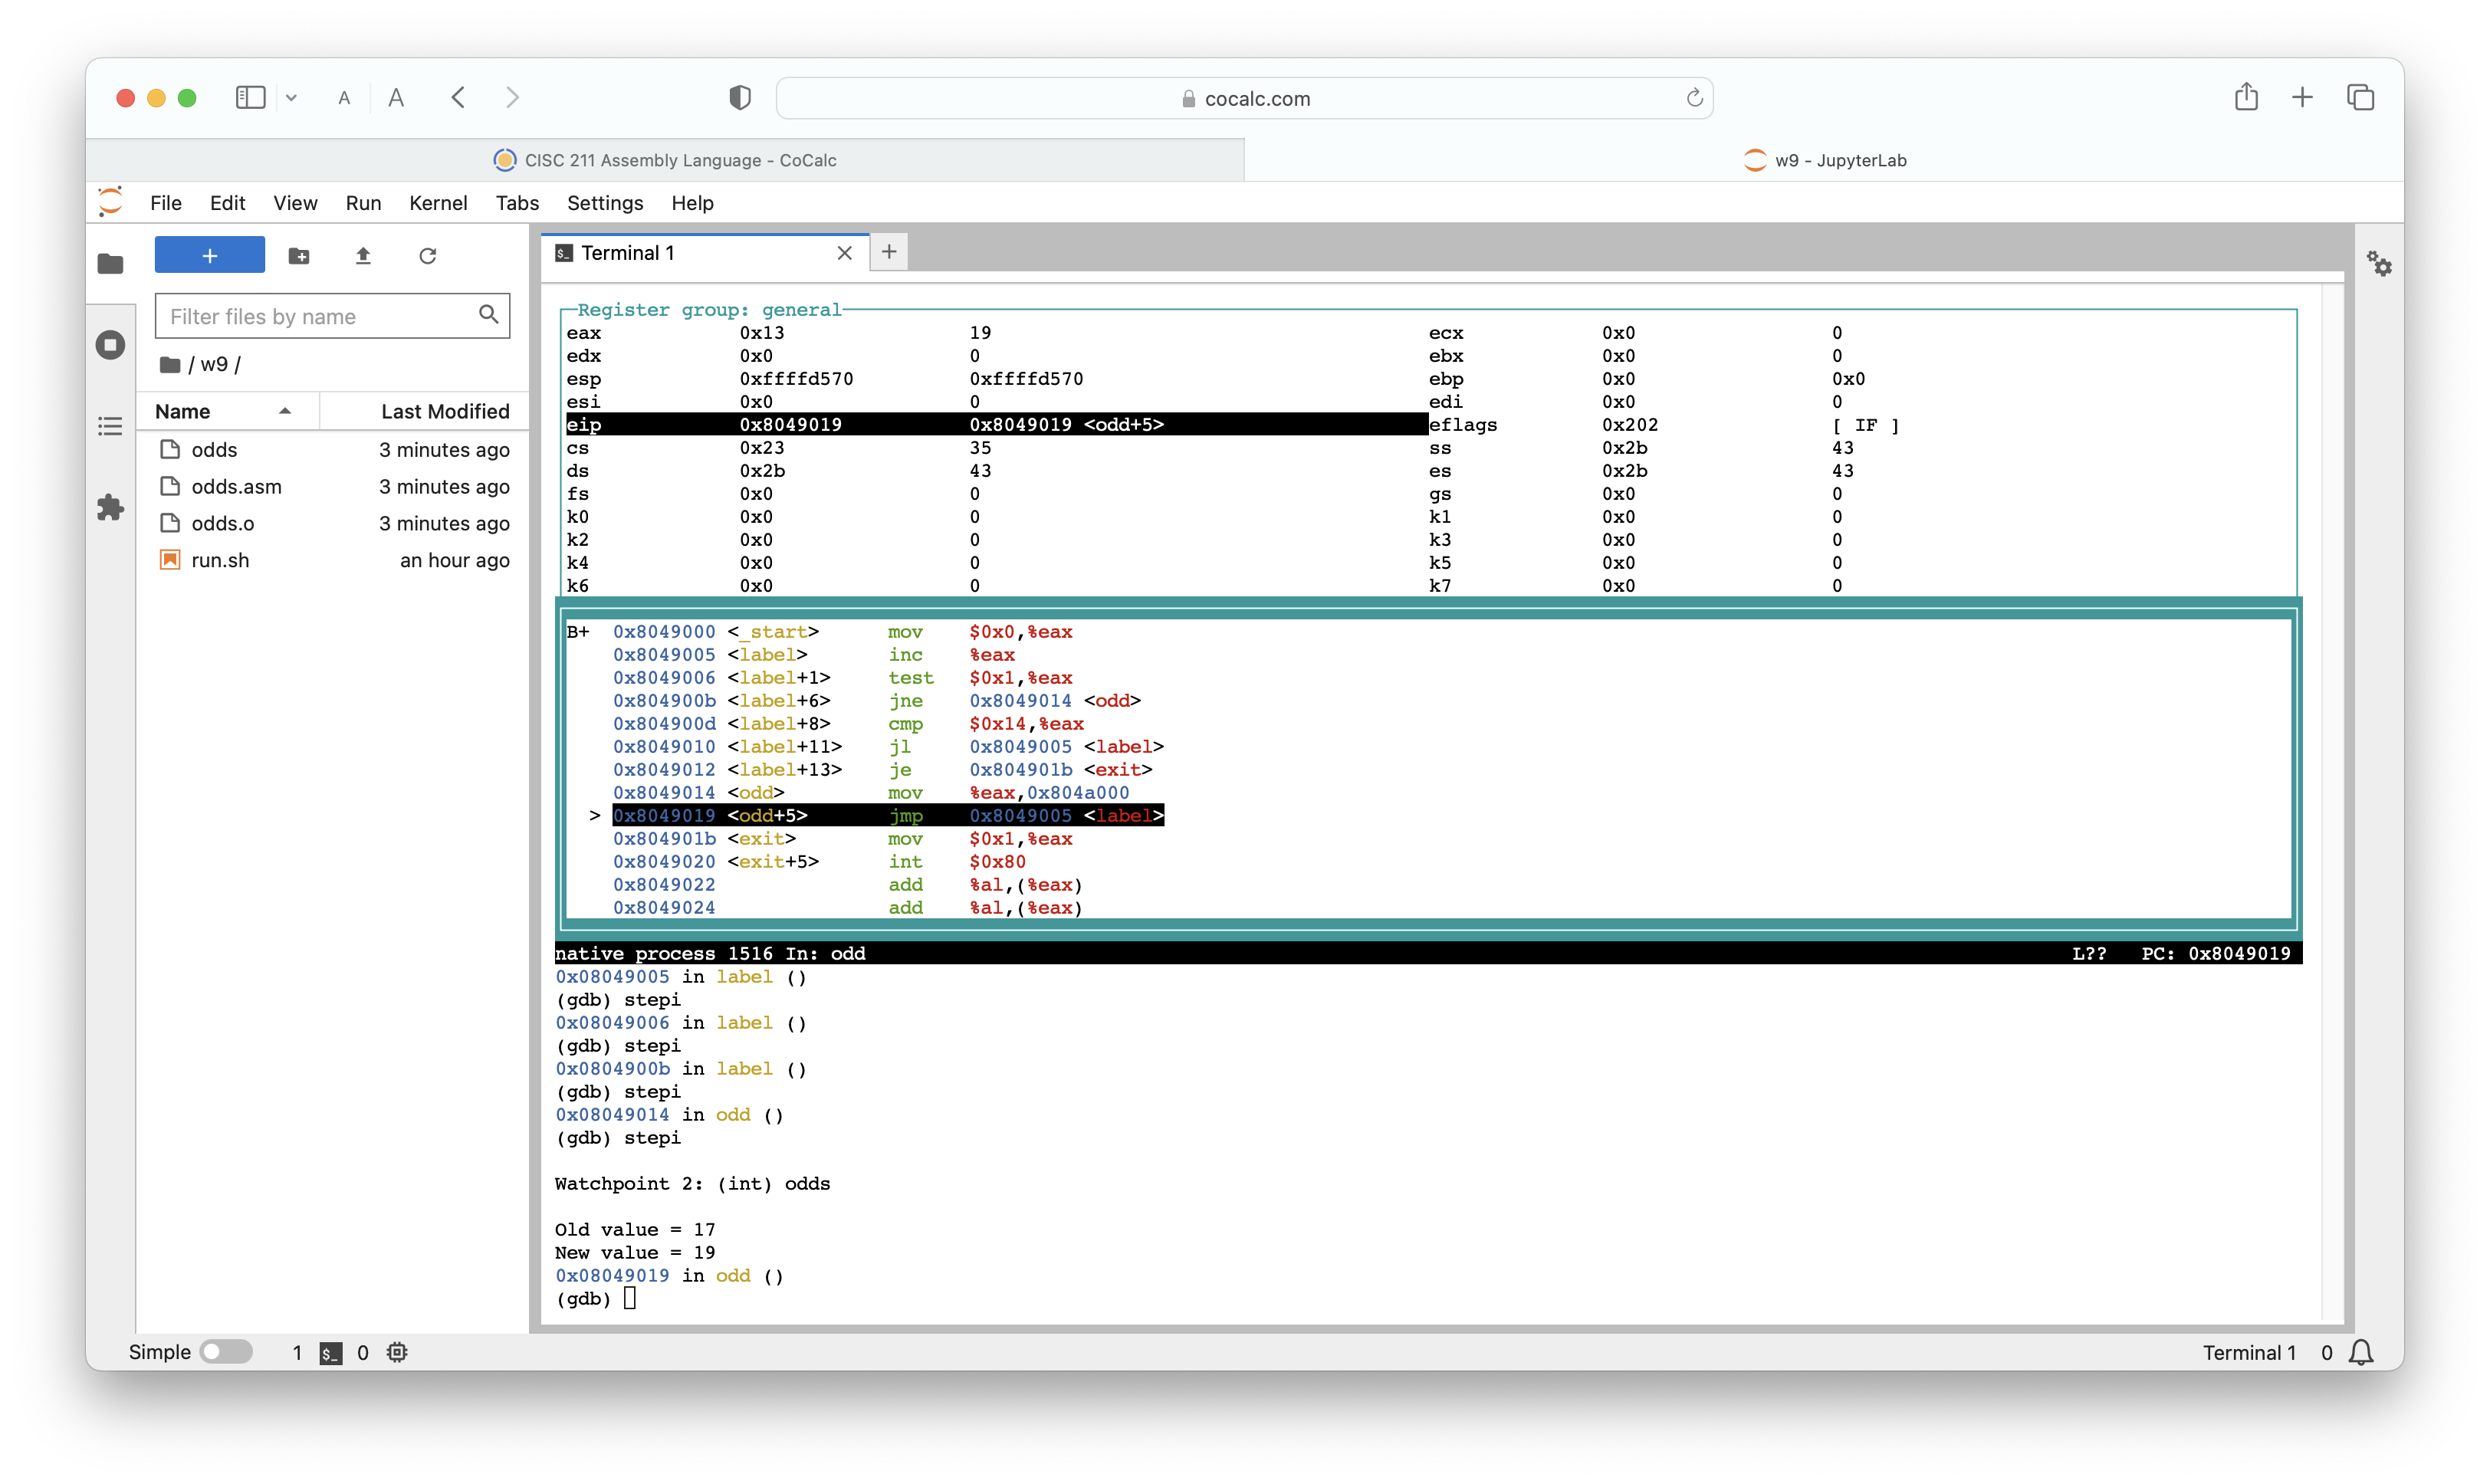 A A cocalc.com
CISC 211 Assembly Language - CoCalc w9 - JupyterLab
File Edit View Run Kernel Tabs Settings Help
+
Filter files by name
/ w9 /
Name Last Modified
odds 3 minutes ago
odds.asm 3 minutes ago
odds.o 3 minutes ago
run.sh an hour ago
$_ Terminal 1
Register group: general
eax 0x13 19 ecx 0x0 0
edx 0x0 0 ebx 0x0 0
esp 0xffffd570 0xffffd570 ebp 0x0 0x0
esi 0x0 0 edi 0x0 0
eip 0x8049019 0x8049019 <odd+5> eflags 0x202 [ IF ]
cs 0x23 35 ss 0x2b 43
ds 0x2b 43 es 0x2b 43
fs 0x0 0 gs 0x0 0
k0 0x0 0 k1 0x0 0
k2 0x0 0 k3 0x0 0
k4 0x0 0 k5 0x0 0
k6 0x0 0 k7 0x0 0
B+ 0x8049000 <_start> mov $0x0,%eax
0x8049005 <label> inc %eax
0x8049006 <label+1> test $0x1,%eax
0x804900b <label+6> jne 0x8049014 <odd>
0x804900d <label+8> cmp $0x14,%eax
0x8049010 <label+11> jl 0x8049005 <label>
0x8049012 <label+13> je 0x804901b <exit>
0x8049014 <odd> mov %eax,0x804a000
> 0x8049019 <odd+5> jmp 0x8049005 <label>
0x804901b <exit> mov $0x1,%eax
0x8049020 <exit+5> int $0x80
0x8049022 add %al,(%eax)
0x8049024 add %al,(%eax)
native process 1516 In: odd L?? PC: 0x8049019
0x08049005 in label ()
(gdb) stepi
0x08049006 in label ()
(gdb) stepi
0x0804900b in label ()
(gdb) stepi
0x08049014 in odd ()
(gdb) stepi
Watchpoint 2: (int) odds
Old value = 17
New value = 19
0x08049019 in odd ()
(gdb)
Simple 1 $_ 0 Terminal 1 0